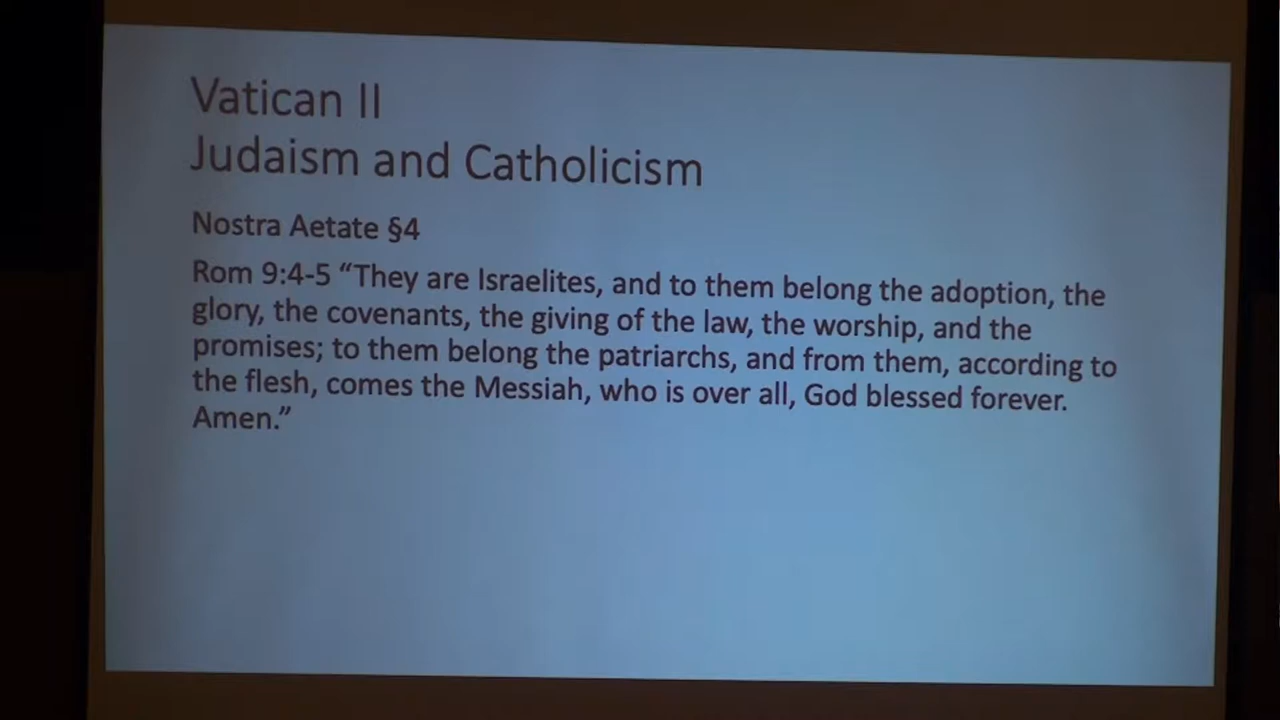 Vatican II
Judaism and Catholicism
Nostra Aetate §4
Rom 9:4-5 “They are Israelites, and to them belong the adoption, the
glory, the covenants, the giving of the law, the worship, and the
promises; to them belong the patriarchs, and from them, according to
the flesh, comes the Messiah, who is over all, God blessed forever.
Amen.”